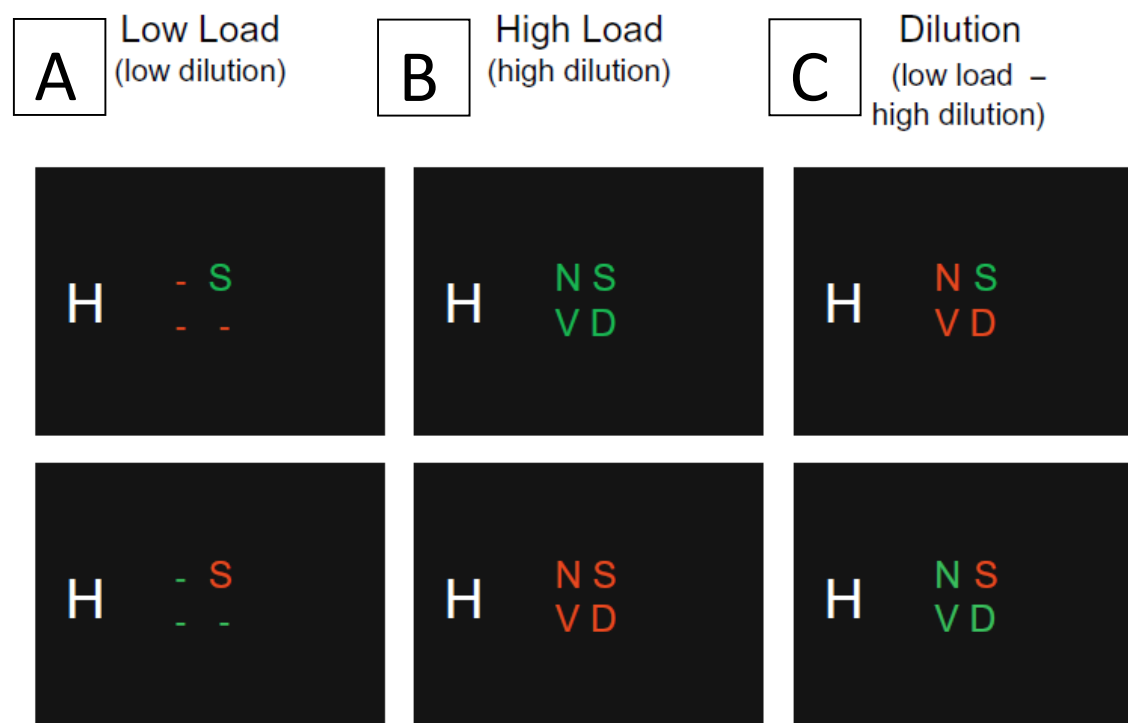 A
Low Load
(low dilution)
B
High Load
(high dilution)
C
Dilution
(low load –
high dilution)
H
- S
- -
H
N S
V D
H
N S
V D
H
- S
- -
H
N S
V D
H
N S
V D